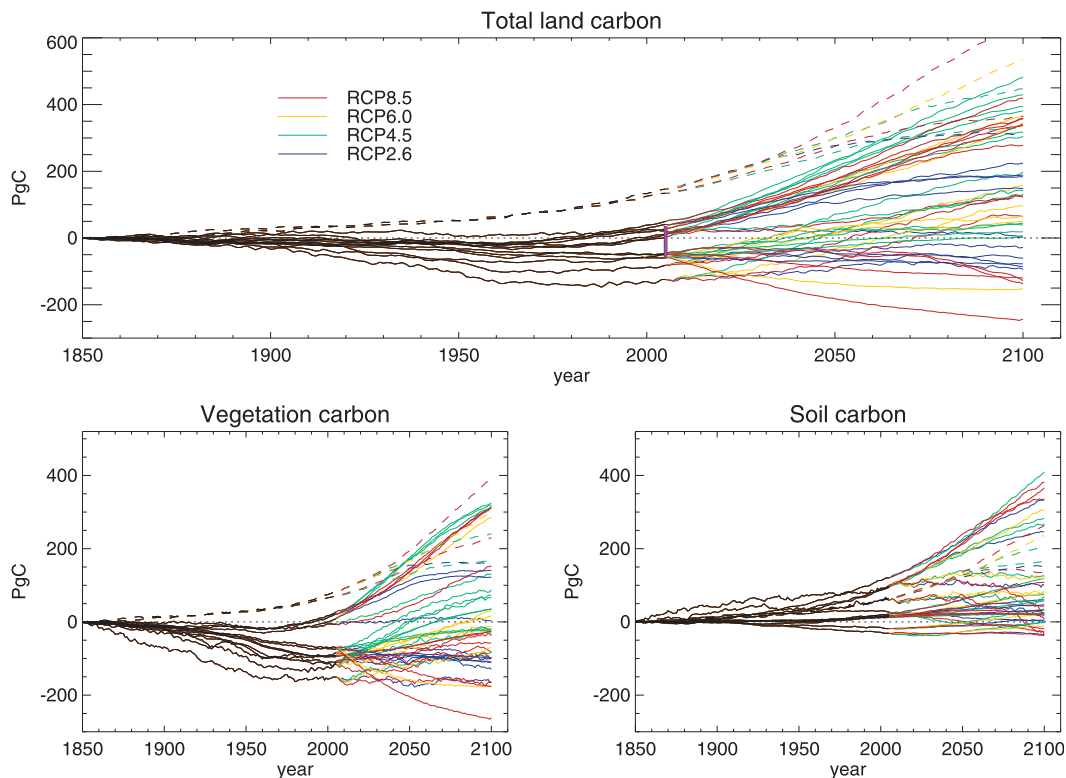 Total land carbon
600
400
200
0
-200
PgC
RCP8.5
RCP6.0
RCP4.5
RCP2.6
1850 1900 1950 2000 2050 2100
year
Vegetation carbon
400
200
0
-200
PgC
1850 1900 1950 2000 2050 2100
year
Soil carbon
400
200
0
-200
PgC
1850 1900 1950 2000 2050 2100
year